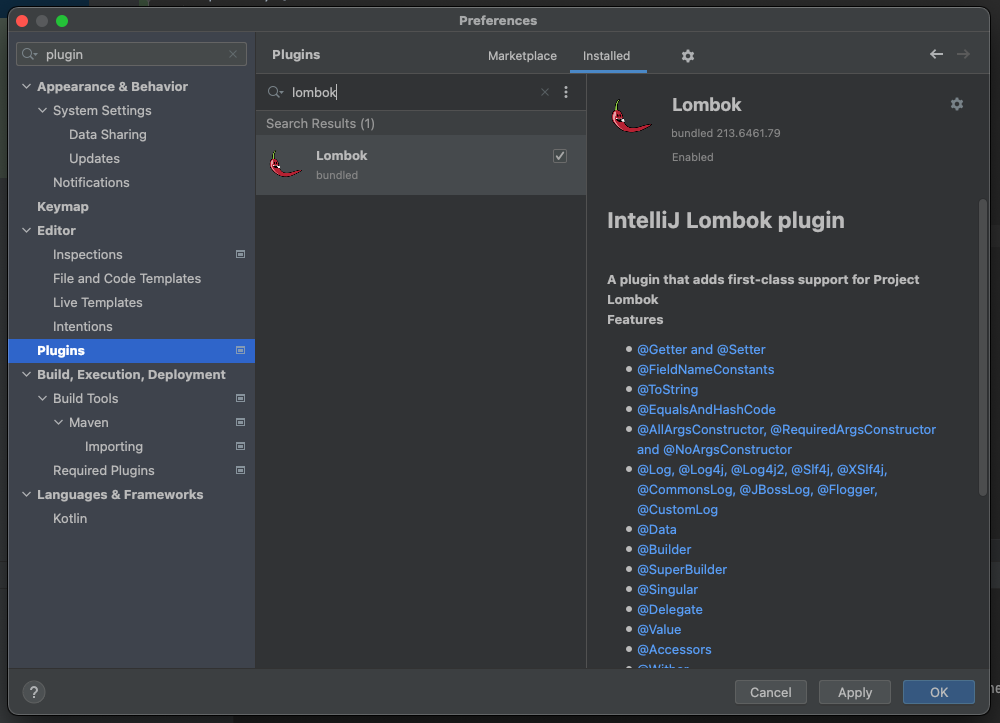 Preferences
plugin
Appearance & Behavior
System Settings
Data Sharing
Updates
Notifications
Keymap
Editor
Inspections
File and Code Templates
Live Templates
Intentions
Plugins
Build, Execution, Deployment
Build Tools
Maven
Importing
Required Plugins
Languages & Frameworks
Kotlin
Plugins
Marketplace
Installed
lombok
Search Results (1)
Lombok
bundled
Lombok
bundled 213.6461.79
Enabled
IntelliJ Lombok plugin
A plugin that adds first-class support for Project
Lombok
Features
@Getter and @Setter
@FieldNameConstants
@ToString
@EqualsAndHashCode
@AllArgsConstructor, @RequiredArgsConstructor
and @NoArgsConstructor
@Log, @Log4j, @Log4j2, @Slf4j, @XSlf4j,
@CommonsLog, @JBossLog, @Flogger,
@CustomLog
@Data
@Builder
@SuperBuilder
@Singular
@Delegate
@Value
@Accessors
?
Cancel
Apply
OK